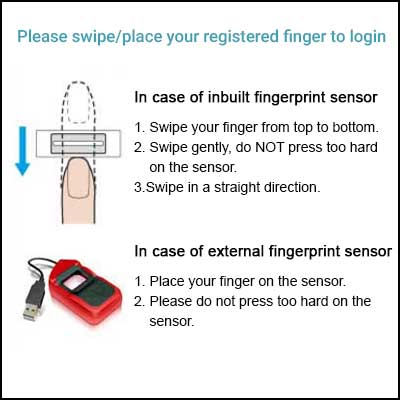 Please swipe/place your registered finger to login
In case of inbuilt fingerprint sensor
1. Swipe your finger from top to bottom.
2. Swipe gently, do NOT press too hard
on the sensor.
3.Swipe in a straight direction.
In case of external fingerprint sensor
1. Place your finger on the sensor.
2. Please do not press too hard on the
sensor.